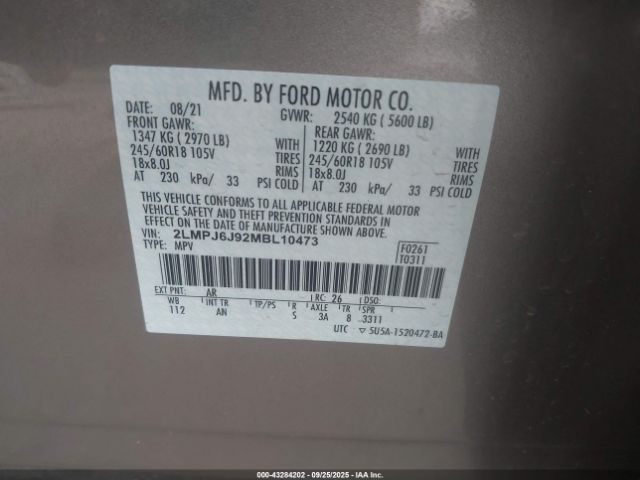 MFD. BY FORD MOTOR CO.
DATE: 08/21 GVWR: 2540 KG ( 5600 LB)
FRONT GAWR: REAR GAWR:
1347 KG ( 2970 LB) WITH 1220 KG ( 2690 LB) WITH
245/60R18 105V TIRES 245/60R18 105V TIRES
18x8.0J RIMS 18x8.0J RIMS
AT 230 kPa/ 33 PSI COLD AT 230 kPa/ 33 PSI COLD
THIS VEHICLE CONFORMS TO ALL APPLICABLE FEDERAL MOTOR
VEHICLE SAFETY AND THEFT PREVENTION STANDARDS IN
EFFECT ON THE DATE OF MANUFACTURE SHOWN ABOVE.
VIN: 2LMPJ6J92MBL10473 F0261
TYPE: MPV T0311
EXT PNT: AR RC: 26 DSO:
WB INT TR TP/PS R AXLE TR SPR
112 AN S 3A 8 3311
UTC ▽ 5U5A-1520472-BA
000-43284202 - 09/25/2025 - IAA Inc.